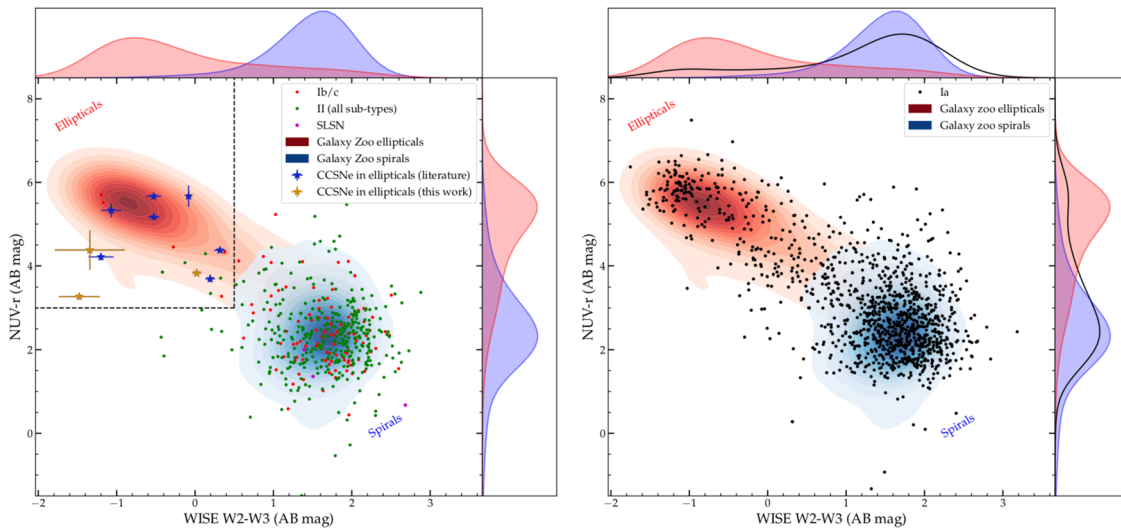 8
6
4
2
0
NUV-r (AB mag)
Ellipticals
Spirals
Ib/c
II (all sub-types)
SLSN
Galaxy Zoo ellipticals
Galaxy Zoo spirals
CCSNe in ellipticals (literature)
CCSNe in ellipticals (this work)
−2 −1 0 1 2 3
WISE W2-W3 (AB mag)
8
6
4
2
0
NUV-r (AB mag)
Ellipticals
Spirals
Ia
Galaxy zoo ellipticals
Galaxy zoo spirals
−2 −1 0 1 2 3
WISE W2-W3 (AB mag)